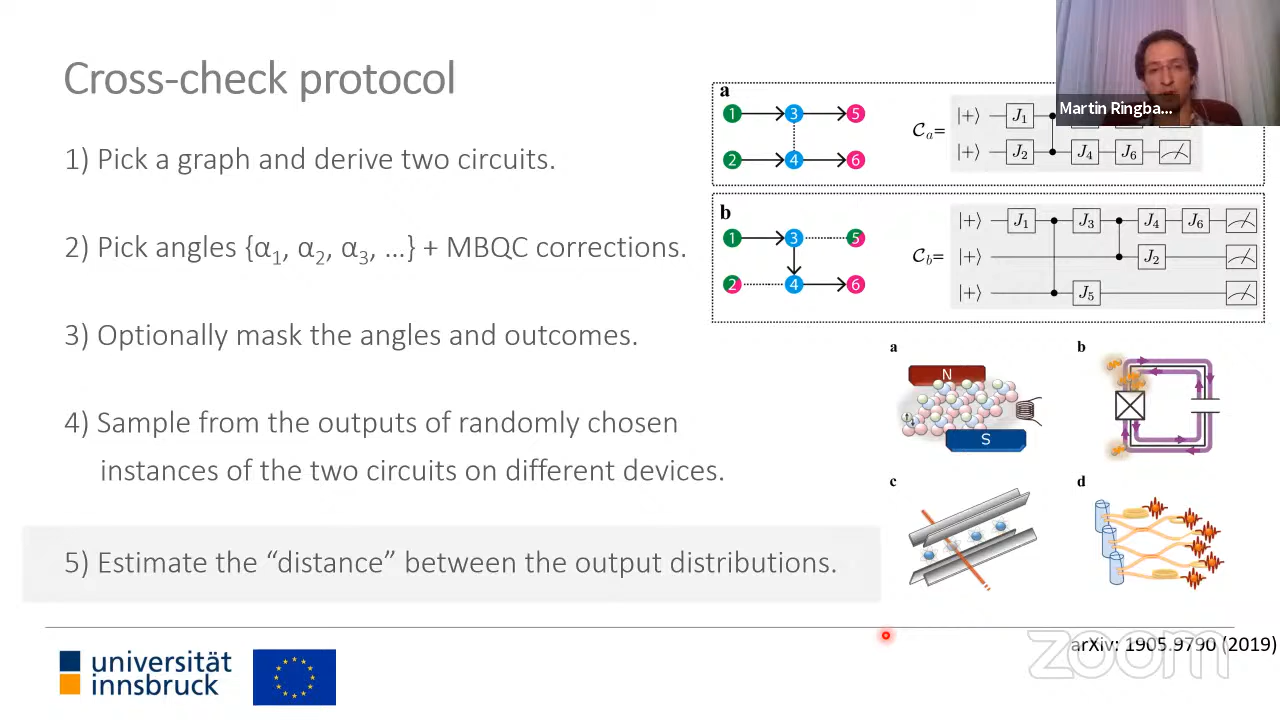 Cross-check protocol
1) Pick a graph and derive two circuits.
2) Pick angles {α₁, α₂, α₃, …} + MBQC corrections.
3) Optionally mask the angles and outcomes.
4) Sample from the outputs of randomly chosen
instances of the two circuits on different devices.
5) Estimate the “distance” between the output distributions.
a
1 3 5
2 4 6
𝒞ₐ=
|+⟩ J₁
|+⟩ J₂ J₄ J₆
b
1 3 5
2 4 6
𝒞b=
|+⟩ J₁ J₃ J₄ J₆
|+⟩ J₂
|+⟩ J₅
a
N
S
b
c
d
Martin Ringba...
universität
innsbruck
arXiv: 1905.9790 (2019)
zoom